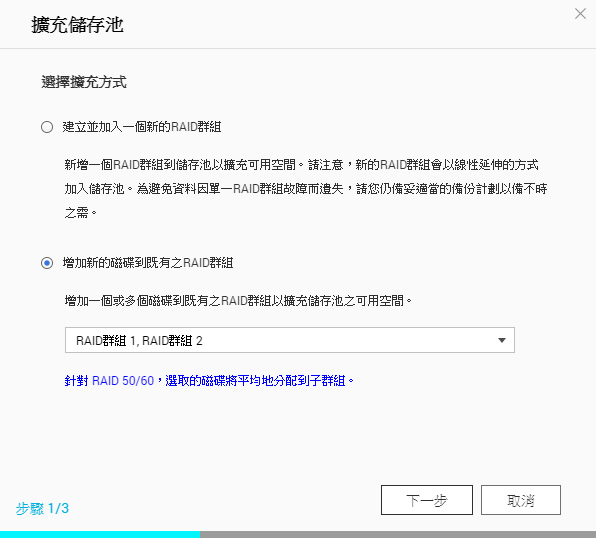 擴充儲存池
選擇擴充方式
建立並加入一個新的RAID群組
新增一個RAID群組到儲存池以擴充可用空間。請注意，新的RAID群組會以線性延伸的方式
加入儲存池。為避免資料因單一RAID群組故障而遺失，請您仍備妥適當的備份計劃以備不時
之需。
增加新的磁碟到既有之RAID群組
增加一個或多個磁碟到既有之RAID群組以擴充儲存池之可用空間。
RAID群組 1, RAID群組 2
針對 RAID 50/60，選取的磁碟將平均地分配到子群組。
步驟 1/3
下一步
取消